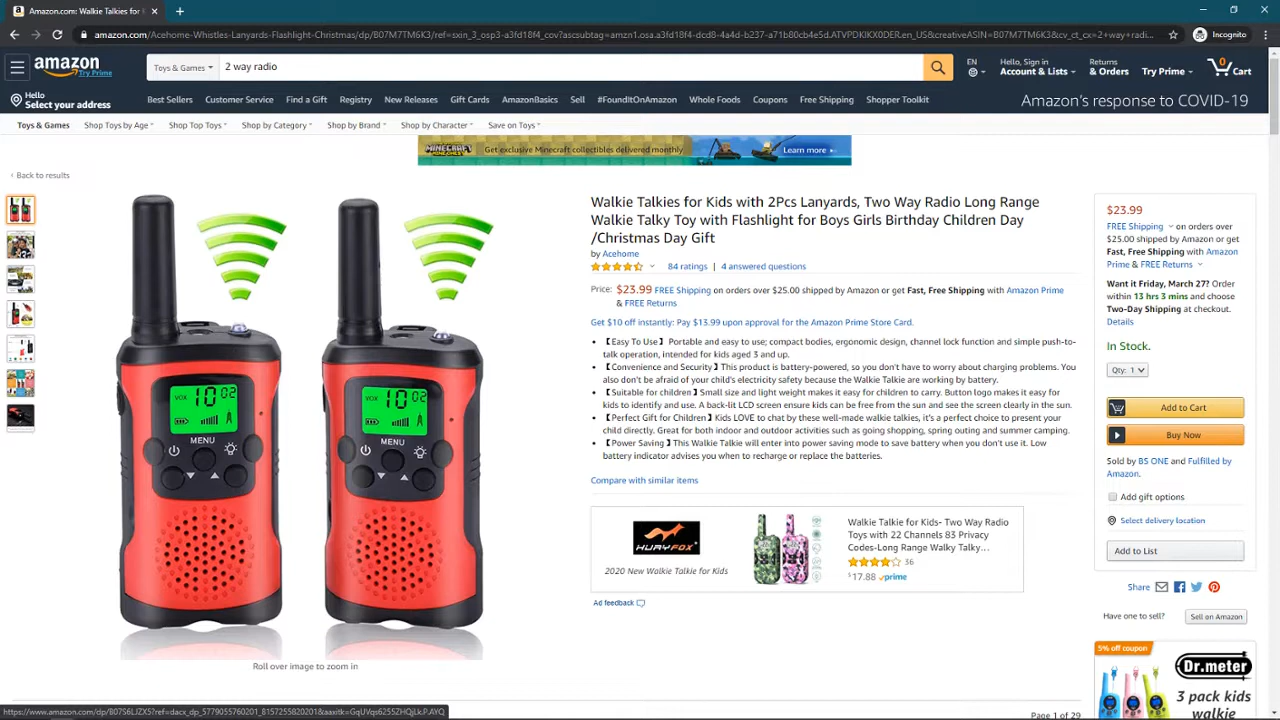 Amazon.com: Walkie Talkies for
amazon.com/Acehome-Whistles-Lanyards-Flashlight-Christmas/dp/B07M7TM6K3/
Incognito
amazon
Try Prime
Toys & Games
2 way radio
EN
Hello, Sign in
Account & Lists
Returns
& Orders
Try Prime
0
Cart
Hello
Select your address
Best Sellers Customer Service Find a Gift Registry New Releases Gift Cards AmazonBasics Sell #FoundItOnAmazon Whole Foods Coupons Free Shipping Shopper Toolkit
Amazon's response to COVID-19
Toys & Games Shop Toys by Age Shop Top Toys Shop by Category Shop by Brand Shop by Character Save on Toys
MINECRAFT
Get exclusive Minecraft collectibles delivered monthly
Learn more
‹ Back to results
VOX 10 02
MENU
VOX 10 02
MENU
Roll over image to zoom in
Walkie Talkies for Kids with 2Pcs Lanyards, Two Way Radio Long Range
Walkie Talky Toy with Flashlight for Boys Girls Birthday Children Day
/Christmas Day Gift
by Acehome
84 ratings | 4 answered questions
Price: $23.99 FREE Shipping on orders over $25.00 shipped by Amazon or get Fast, Free Shipping with Amazon Prime
& FREE Returns
Get $10 off instantly: Pay $13.99 upon approval for the Amazon Prime Store Card.
• 【Easy To Use】 Portable and easy to use; compact bodies, ergonomic design, channel lock function and simple push-to-
talk operation, intended for kids aged 3 and up.
• 【Convenience and Security】This product is battery-powered, so you don't have to worry about charging problems. You
also don't be afraid of your child's electricity safety because the Walkie Talkie are working by battery.
• 【Suitable for children】 Small size and light weight makes it easy for children to carry. Button logo makes it easy for
kids to identify and use. A back-lit LCD screen ensure kids can be free from the sun and see the screen clearly in the sun.
• 【Perfect Gift for Children】Kids LOVE to chat by these well-made walkie talkies, it's a perfect choice to present your
child directly. Great for both indoor and outdoor activities such as going shopping, spring outing and summer camping.
• 【Power Saving】This Walkie Talkie will enter into power saving mode to save battery when you don't use it. Low
battery indicator advises you when to recharge or replace the batteries.
Compare with similar items
HURYFOX
2020 New Walkie Talkie for Kids
Walkie Talkie for Kids- Two Way Radio
Toys with 22 Channels 83 Privacy
Codes-Long Range Walky Talky...
36
$17.88 prime
Ad feedback
$23.99
FREE Shipping on orders over
$25.00 shipped by Amazon or get
Fast, Free Shipping with Amazon
Prime & FREE Returns
Want it Friday, March 27? Order
within 13 hrs 3 mins and choose
Two-Day Shipping at checkout.
Details
In Stock.
Qty: 1
Add to Cart
Buy Now
Sold by BS ONE and Fulfilled by
Amazon.
Add gift options
Select delivery location
Add to List
Share
Have one to sell?
Sell on Amazon
5% off coupon
Dr.meter
3 pack kids
walkie
Page 1 of 29